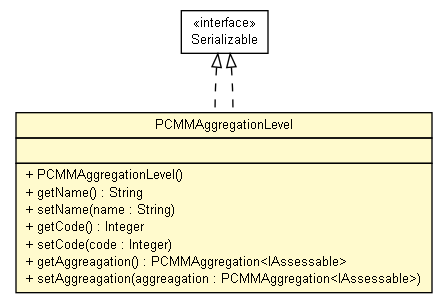 «interface»
Serializable
PCMMAggregationLevel
+ PCMMAggregationLevel()
+ getName() : String
+ setName(name : String)
+ getCode() : Integer
+ setCode(code : Integer)
+ getAggreagation() : PCMMAggregation<IAssessable>
+ setAggreagation(aggreagation : PCMMAggregation<IAssessable>)